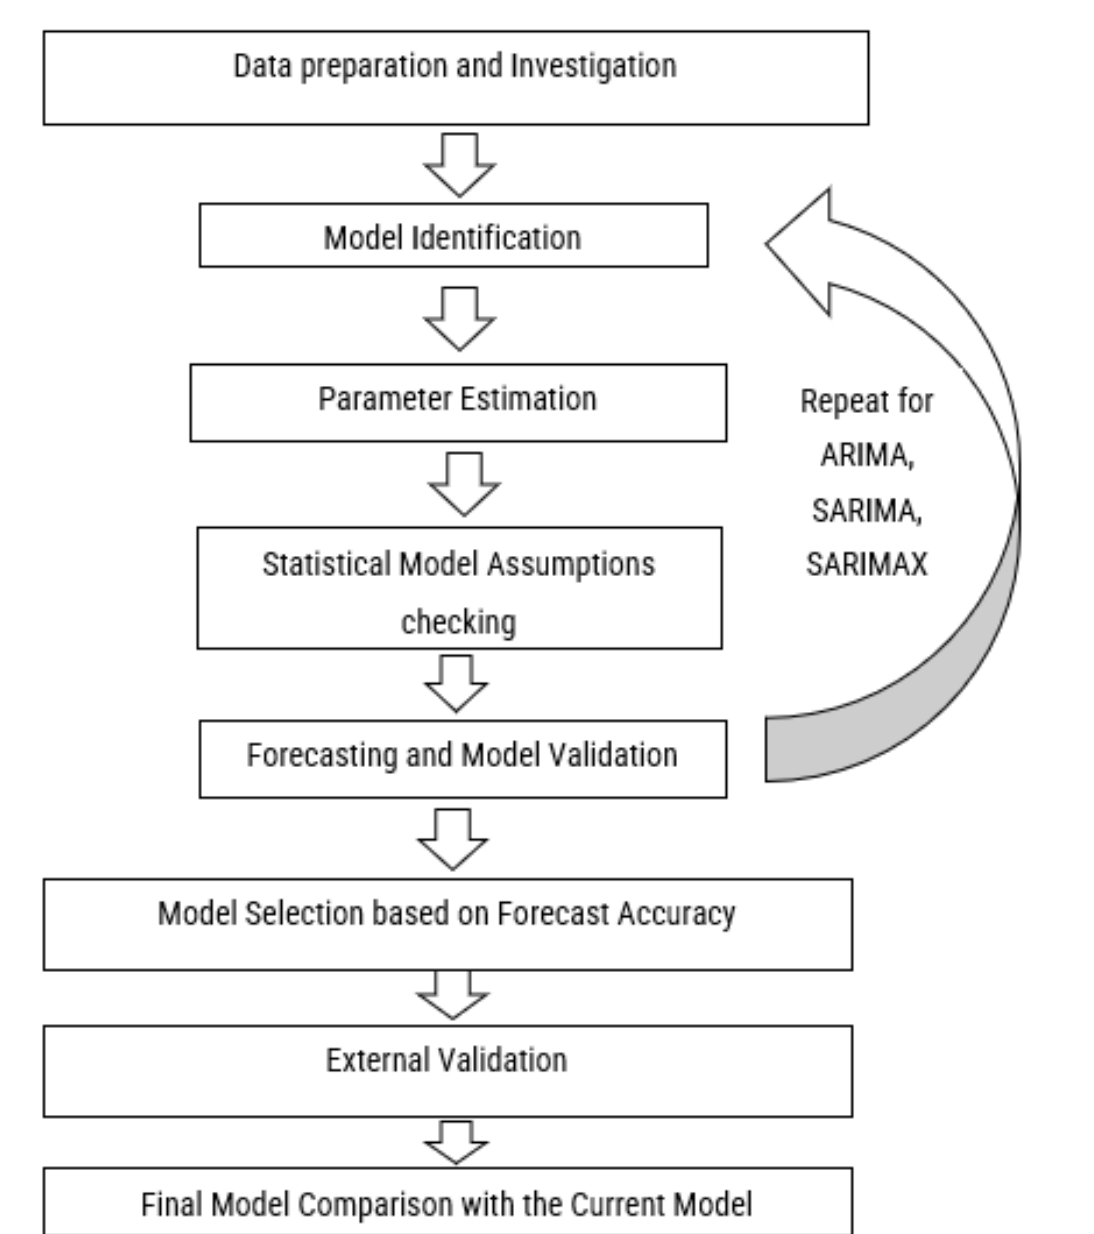 Data preparation and Investigation
Model Identification
Parameter Estimation
Repeat for
ARIMA,
SARIMA,
SARIMAX
Statistical Model Assumptions
checking
Forecasting and Model Validation
Model Selection based on Forecast Accuracy
External Validation
Final Model Comparison with the Current Model